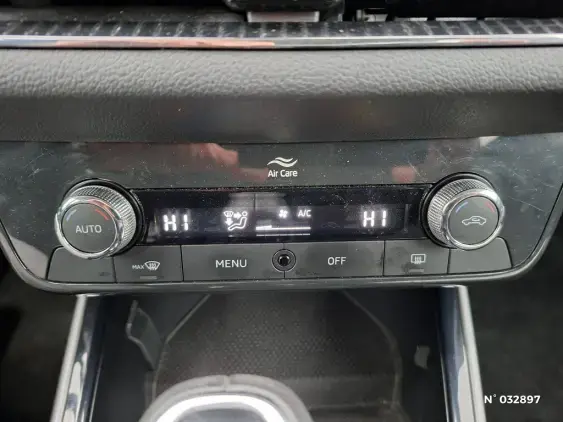 Air Care
AUTO HI A/C HI
MAX MENU OFF
N° 032897